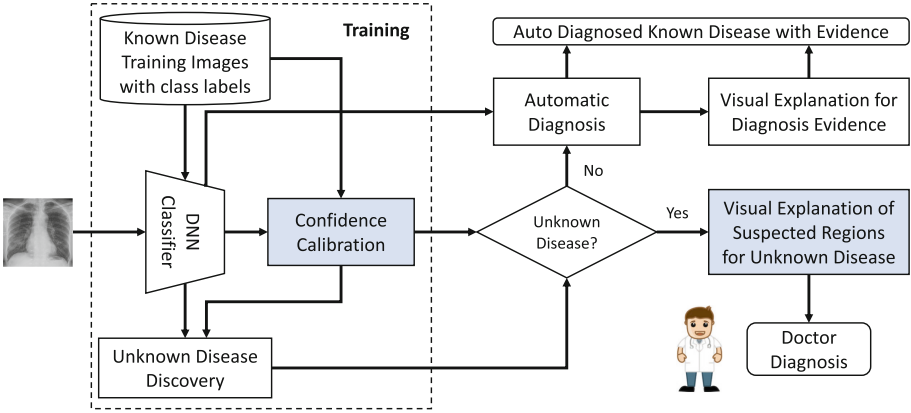 Known Disease
Training Images
with class labels
Training
Auto Diagnosed Known Disease with Evidence
Automatic
Diagnosis
Visual Explanation for
Diagnosis Evidence
No
DNN
Classifier
Confidence
Calibration
Unknown
Disease?
Yes
Visual Explanation of
Suspected Regions
for Unknown Disease
Unknown Disease
Discovery
Doctor
Diagnosis